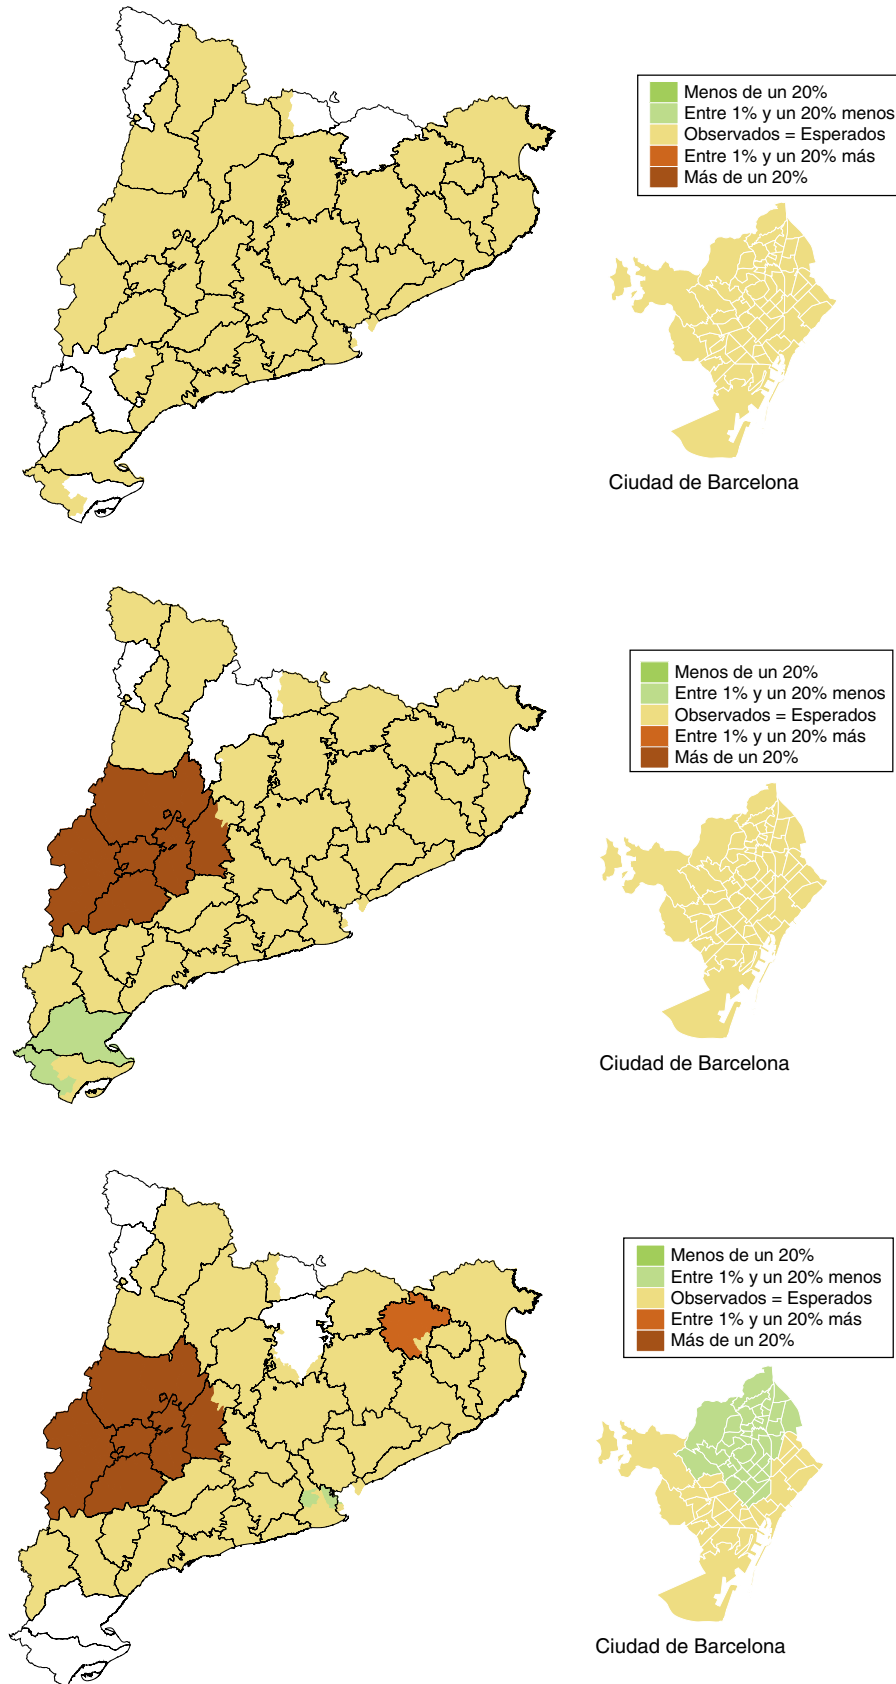 Menos de un 20%
Entre 1% y un 20% menos
Observados = Esperados
Entre 1% y un 20% más
Más de un 20%
Ciudad de Barcelona
Menos de un 20%
Entre 1% y un 20% menos
Observados = Esperados
Entre 1% y un 20% más
Más de un 20%
Ciudad de Barcelona
Menos de un 20%
Entre 1% y un 20% menos
Observados = Esperados
Entre 1% y un 20% más
Más de un 20%
Ciudad de Barcelona